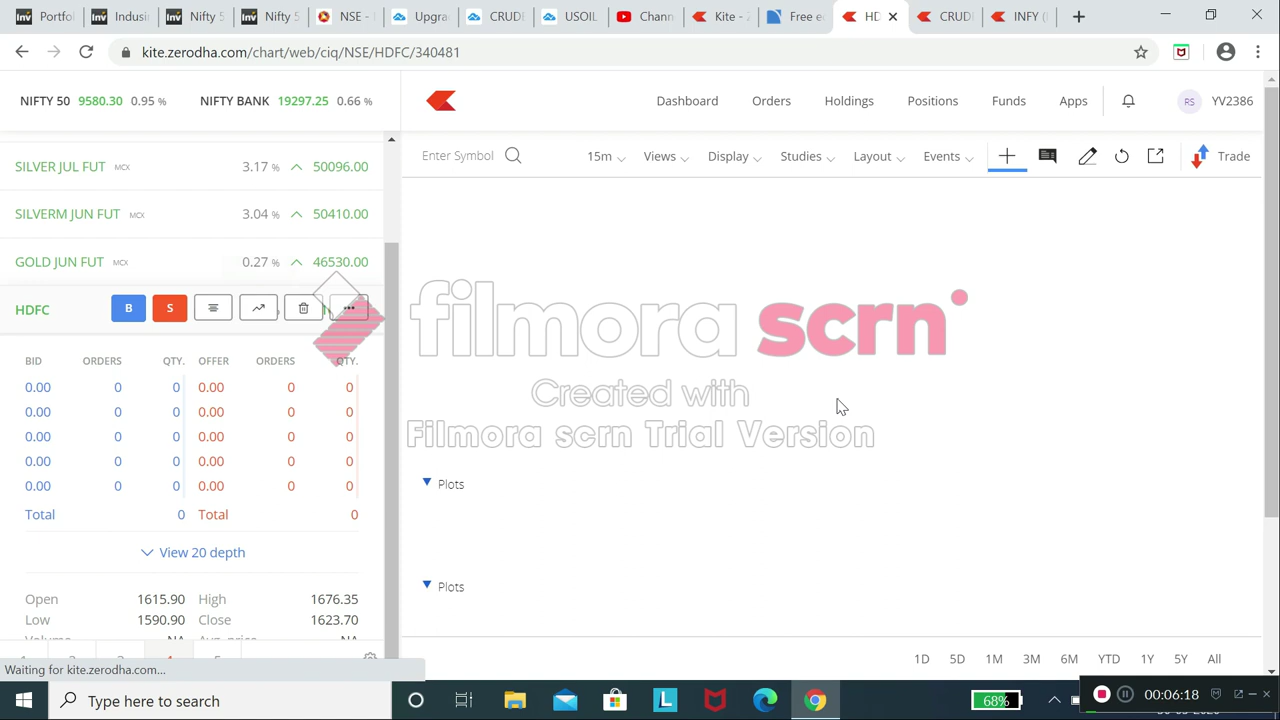 Portfo
Indusin
Nifty 5
Nifty 5
NSE -
Upgra
CRUDE
USOIL
Chann
Kite - Z
Free ec
HD
CRUDE
INFY (
kite.zerodha.com/chart/web/ciq/NSE/HDFC/340481
NIFTY 50 9580.30 0.95 % NIFTY BANK 19297.25 0.66 %
Dashboard Orders Holdings Positions Funds Apps RS YV2386
Enter Symbol 15m Views Display Studies Layout Events Trade
SILVER JUL FUT MCX 3.17 % 50096.00
SILVERM JUN FUT MCX 3.04 % 50410.00
GOLD JUN FUT MCX 0.27 % 46530.00
HDFC B S
BID ORDERS QTY. OFFER ORDERS QTY.
0.00 0 0 0.00 0 0
0.00 0 0 0.00 0 0
0.00 0 0 0.00 0 0
0.00 0 0 0.00 0 0
0.00 0 0 0.00 0 0
Total 0 Total 0
View 20 depth
Open 1615.90 High 1676.35
Low 1590.90 Close 1623.70
Volume NA Avg. price NA
filmora scrn
Created with
Filmora scrn Trial Version
Plots
Plots
1D 5D 1M 3M 6M YTD 1Y 5Y All
Waiting for kite.zerodha.com...
Type here to search
68%
00:06:18